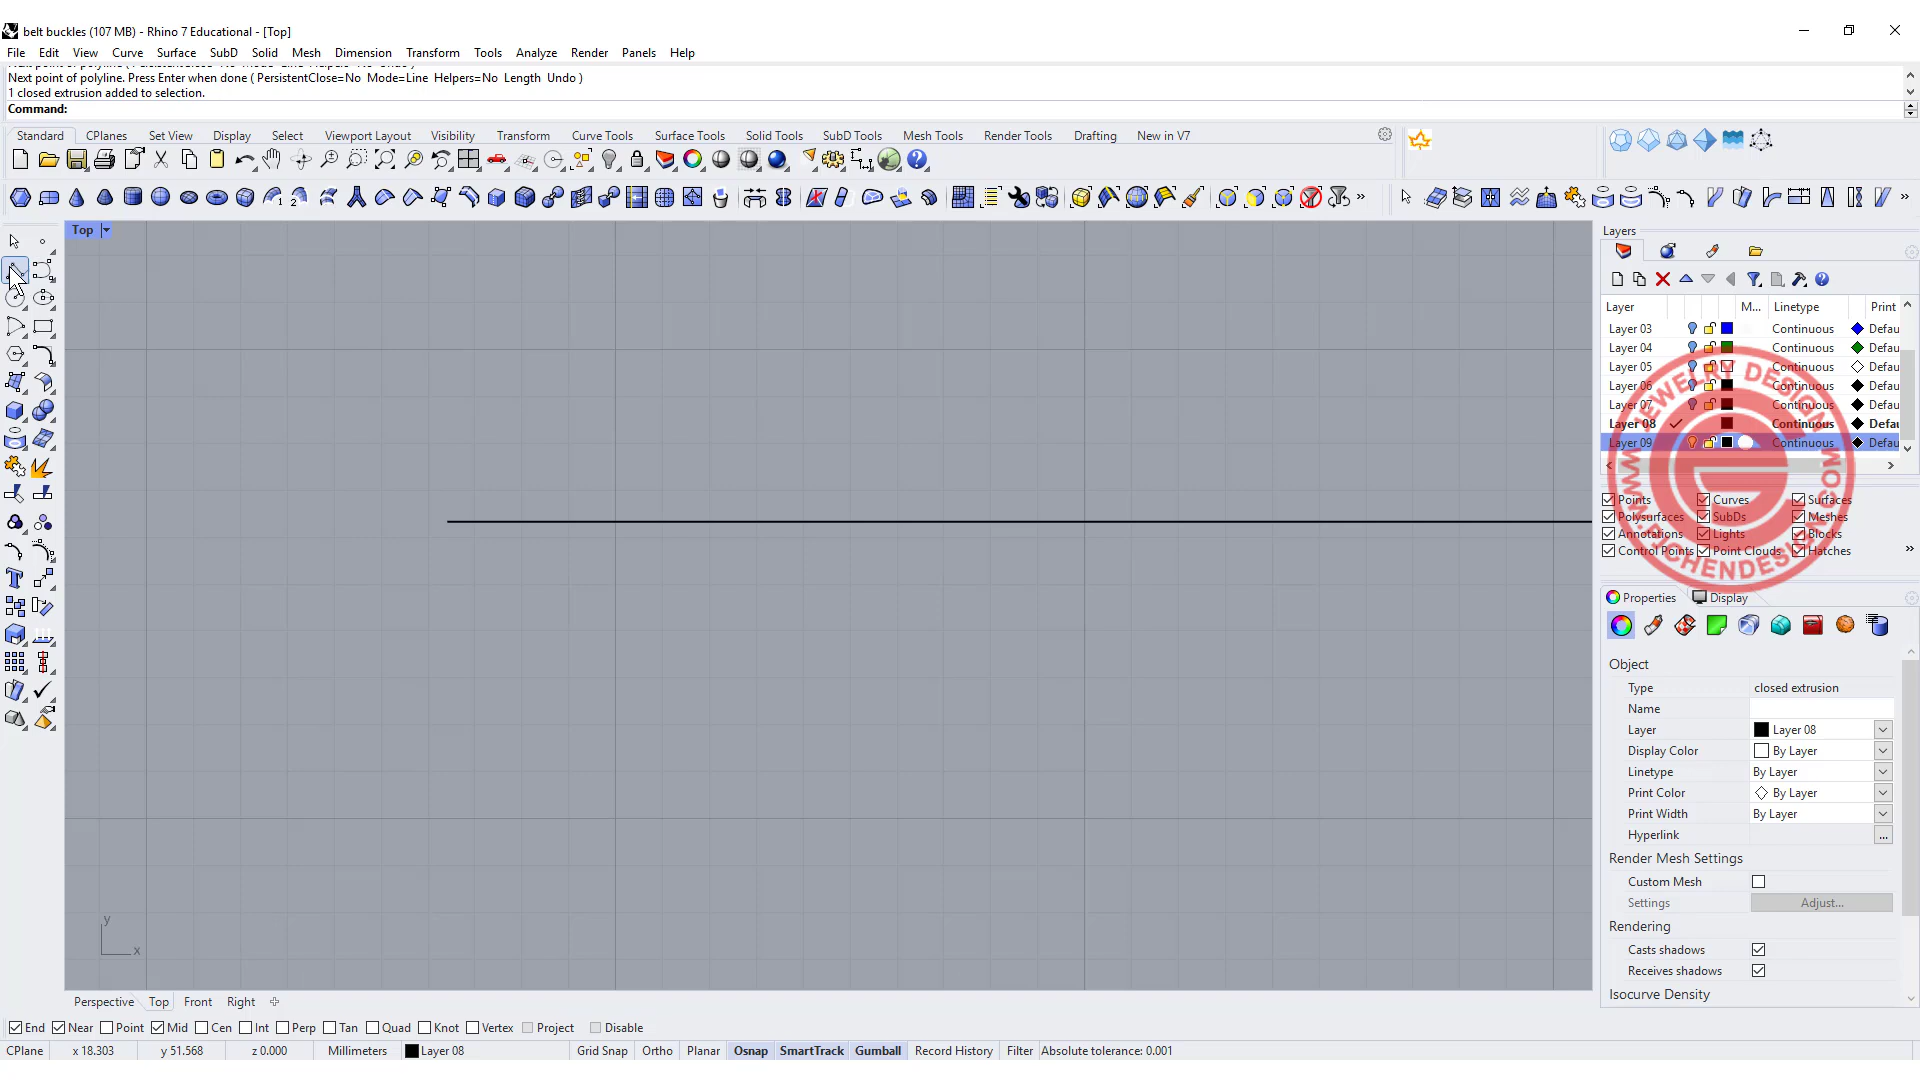 belt buckles (107 MB) - Rhino 7 Educational - [Top]
File Edit View Curve Surface SubD Solid Mesh Dimension Transform Tools Analyze Render Panels Help
Next point of polyline. Press Enter when done ( PersistentClose=No Mode=Line Helpers=No Length Undo )
1 closed extrusion added to selection.
Command:
Standard CPlanes Set View Display Select Viewport Layout Visibility Transform Curve Tools Surface Tools Solid Tools SubD Tools Mesh Tools Render Tools Drafting New in V7
Top
Layers
Layer M... Linetype Print
Layer 03 Continuous Defau
Layer 04 Continuous Defau
Layer 05 Continuous Defau
Layer 06 Continuous Defau
Layer 07 Continuous Defau
Layer 08 Continuous Defau
Layer 09 Continuous Defau
JEWELRY DESIGN
WWW.PJCHENDESIGN.COM
Points Curves Surfaces
Polysurfaces SubDs Meshes
Annotations Lights Blocks
Control Points Point Clouds Hatches
Properties Display
Object
Type closed extrusion
Name
Layer Layer 08
Display Color By Layer
Linetype By Layer
Print Color By Layer
Print Width By Layer
Hyperlink ...
Render Mesh Settings
Custom Mesh
Settings Adjust...
Rendering
Casts shadows
Receives shadows
Isocurve Density
y
x
Perspective Top Front Right
End Near Point Mid Cen Int Perp Tan Quad Knot Vertex Project Disable
CPlane x 18.303 y 51.568 z 0.000 Millimeters Layer 08 Grid Snap Ortho Planar Osnap SmartTrack Gumball Record History Filter Absolute tolerance: 0.001